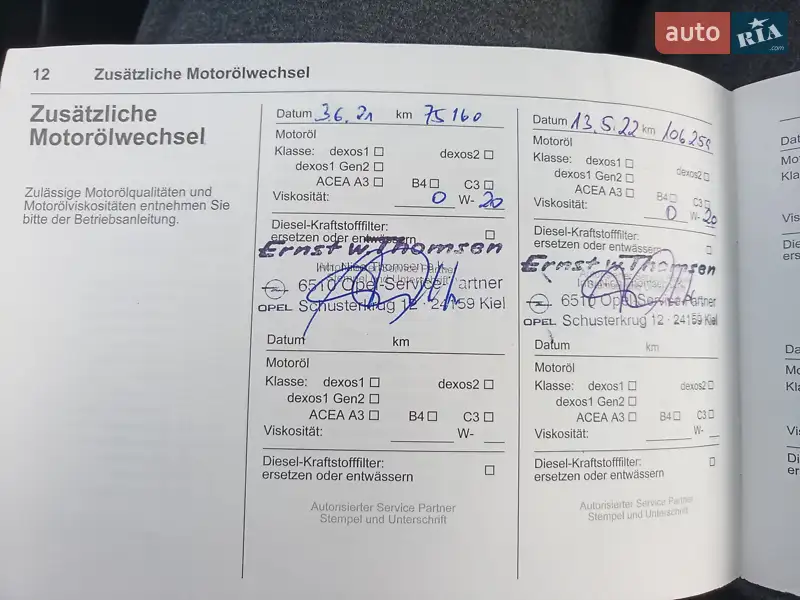 auto RIA.com
12 Zusätzliche Motorölwechsel
Zusätzliche
Motorölwechsel
Zulässige Motorölqualitäten und
Motorölviskositäten entnehmen Sie
bitte der Betriebsanleitung.
Datum 3.6.21 km 75160
Motoröl
Klasse: dexos1 ☐ dexos2 ☐
dexos1 Gen2 ☐
ACEA A3 ☐ B4 ☐ C3 ☐
Viskosität: 0 W- 20
Diesel-Kraftstofffilter:
ersetzen oder entwässern ☐
Ernst w. Thomsen
6510 Opel-Service Partner
OPEL Schusterkrug 12 · 24159 Kiel
Datum km
Motoröl
Klasse: dexos1 ☐ dexos2 ☐
dexos1 Gen2 ☐
ACEA A3 ☐ B4 ☐ C3 ☐
Viskosität: W-
Diesel-Kraftstofffilter:
ersetzen oder entwässern ☐
Autorisierter Service Partner
Stempel und Unterschrift
Datum 13.5.22 km 106259
Motoröl
Klasse: dexos1 ☐ dexos2 ☐
dexos1 Gen2 ☐
ACEA A3 ☐ B4 ☐ C3 ☐
Viskosität: 0 W- 20
Diesel-Kraftstofffilter:
ersetzen oder entwässern ☐
Ernst w. Thomsen
6510 Opel-Service Partner
OPEL Schusterkrug 12 · 24159 Kiel
Datum km
Motoröl
Klasse: dexos1 ☐ dexos2 ☐
dexos1 Gen2 ☐
ACEA A3 ☐ B4 ☐ C3 ☐
Viskosität: W-
Diesel-Kraftstofffilter:
ersetzen oder entwässern ☐
Autorisierter Service Partner
Stempel und Unterschrift